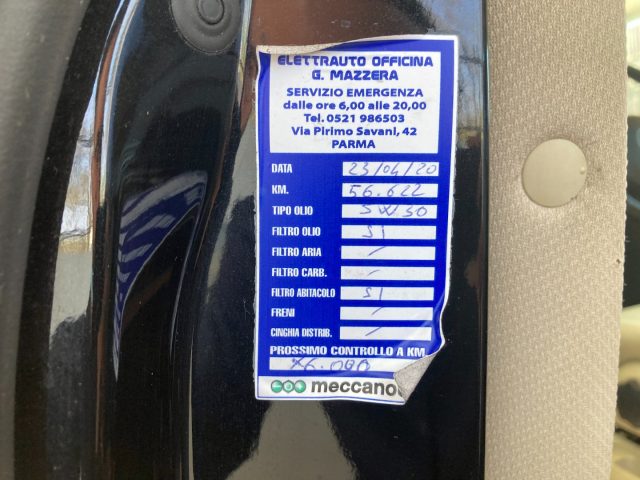 ELETTRAUTO OFFICINA
G. MAZZERA
SERVIZIO EMERGENZA
dalle ore 6,00 alle 20,00
Tel. 0521 986503
Via Pirimo Savani, 42
PARMA
DATA 23/04/20
KM. 56.622
TIPO OLIO 5W30
FILTRO OLIO SI
FILTRO ARIA /
FILTRO CARB. /
FILTRO ABITACOLO SI
FRENI /
CINGHIA DISTRIB. /
PROSSIMO CONTROLLO A KM
76.000
meccano